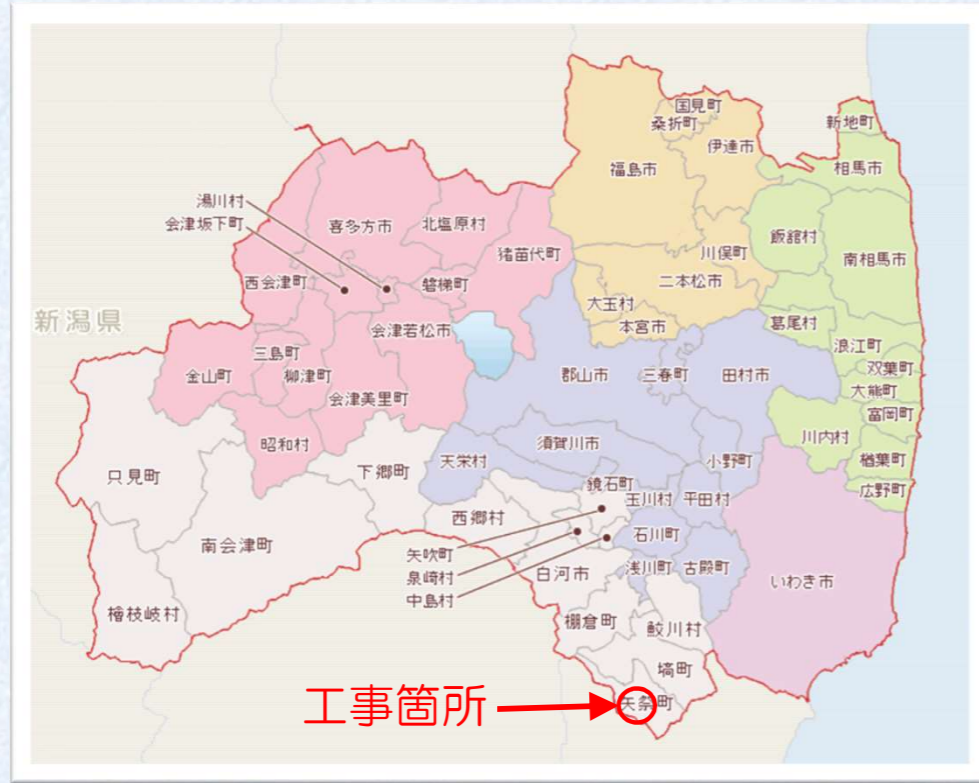 国見町
桑折町
新地町
伊達市
福島市
相馬市
湯川村
会津坂下町
喜多方市
北塩原村
猪苗代町
飯舘村
川俣町
南相馬市
西会津町
磐梯町
二本松市
大玉村
新潟県
会津若松市
本宮市
葛尾村
浪江町
三島町
双葉町
金山町
柳津町
郡山市
三春町
田村市
大熊町
会津美里町
富岡町
昭和村
須賀川市
川内村
只見町
下郷町
天栄村
小野町
楢葉町
鏡石町
広野町
西郷村
玉川村
平田村
南会津町
矢吹町
石川町
泉崎村
白河市
浅川町
古殿町
いわき市
中島村
檜枝岐村
棚倉町
鮫川村
塙町
工事箇所
矢祭町